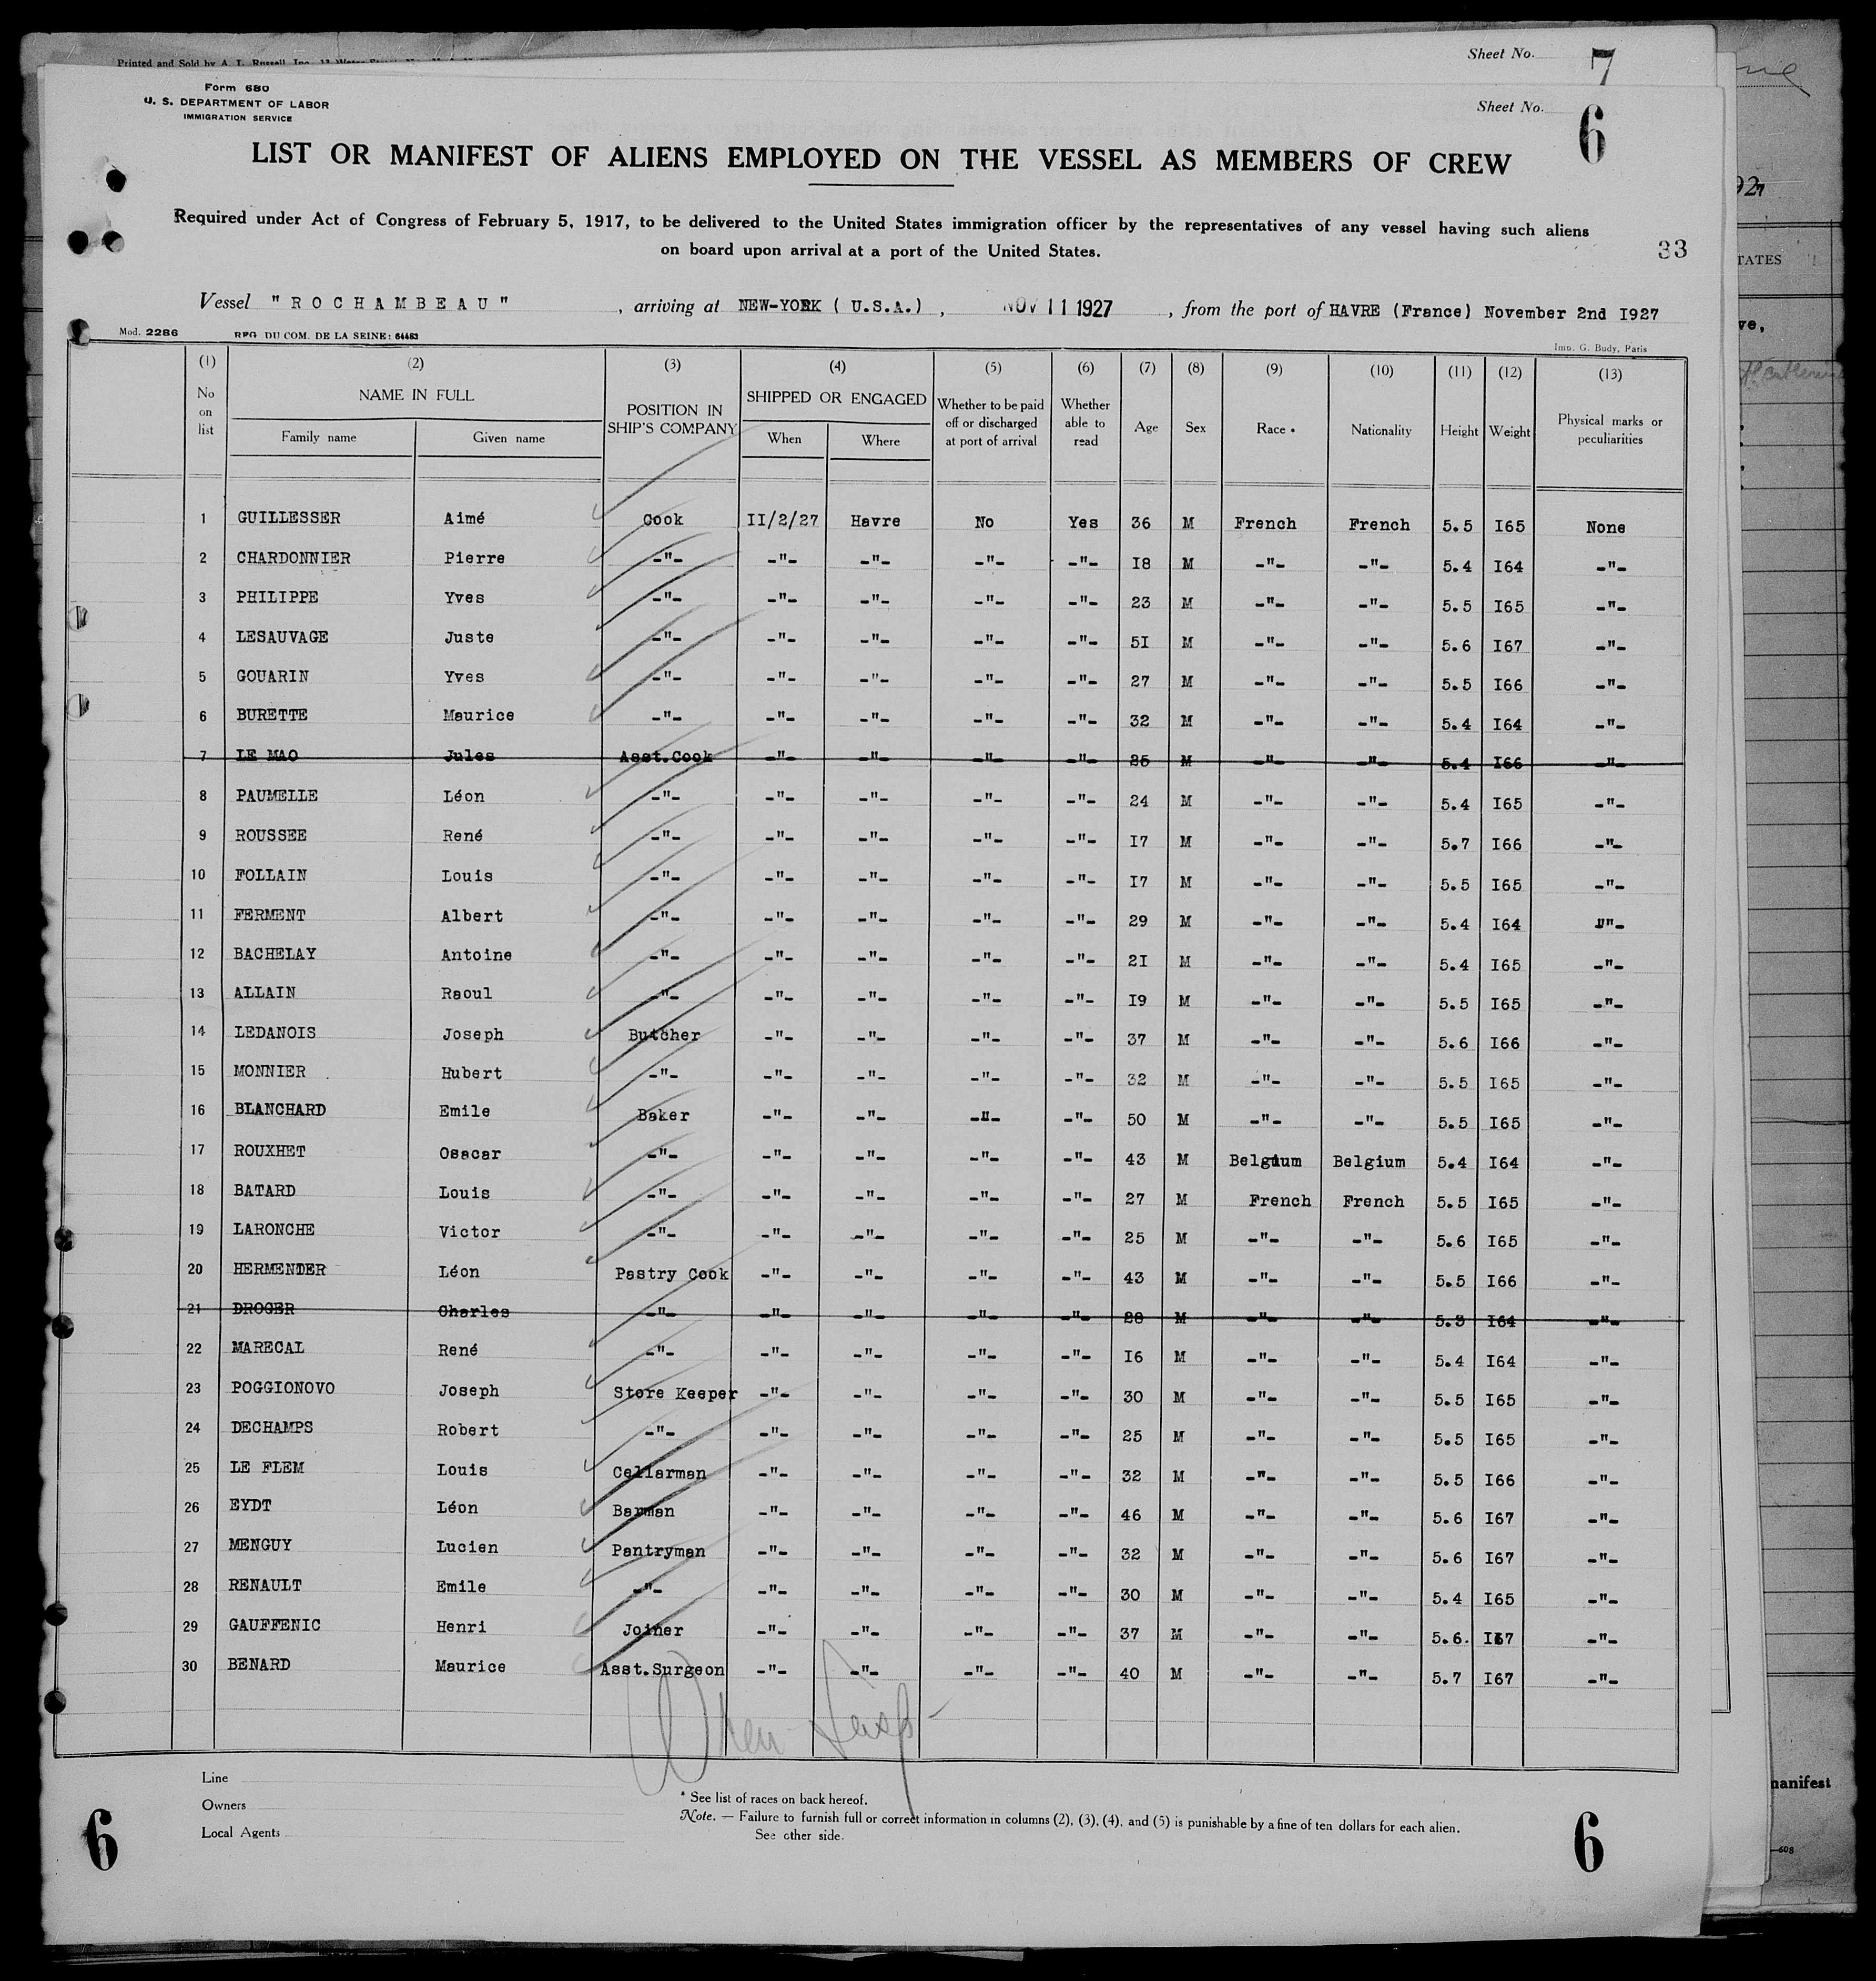 Printed and Sold by A. L. Russell, Inc.
Sheet No. 7
Form 680
U. S. DEPARTMENT OF LABOR
IMMIGRATION SERVICE
Sheet No. 6
LIST OR MANIFEST OF ALIENS EMPLOYED ON THE VESSEL AS MEMBERS OF CREW
Required under Act of Congress of February 5, 1917, to be delivered to the United States immigration officer by the representatives of any vessel having such aliens
on board upon arrival at a port of the United States.
33
Vessel "ROCHAMBEAU", arriving at NEW-YORK (U.S.A.), NOV 11 1927, from the port of HAVRE (France) November 2nd I927
Mod. 2286 REG. DU COM. DE LA SEINE: 64483 Imp. G. Budy, Paris
(1) (2) (3) (4) (5) (6) (7) (8) (9) (10) (11) (12) (13)
No on list NAME IN FULL Family name Given name POSITION IN SHIP'S COMPANY SHIPPED OR ENGAGED When Where Whether to be paid off or discharged at port of arrival Whether able to read Age Sex Race * Nationality Height Weight Physical marks or peculiarities
1 GUILLESSER Aimé Cook II/2/27 Havre No Yes 36 M French French 5.5 I65 None
2 CHARDONNIER Pierre -"- -"- -"- -"- -"- I8 M -"- -"- 5.4 I64 -"-
3 PHILIPPE Yves -"- -"- -"- -"- -"- 23 M -"- -"- 5.5 I65 -"-
4 LESAUVAGE Juste -"- -"- -"- -"- -"- 5I M -"- -"- 5.6 I67 -"-
5 GOUARIN Yves -"- -"- -"- -"- -"- 27 M -"- -"- 5.5 I66 -"-
6 BURETTE Maurice -"- -"- -"- -"- -"- 32 M -"- -"- 5.4 I64 -"-
7 LE MAO Jules Asst.Cook -"- -"- -"- -"- M -"- -"- 5.4 I66 -"-
8 PAUMELLE Léon -"- -"- -"- -"- -"- 24 M -"- -"- 5.4 I65 -"-
9 ROUSSEE René -"- -"- -"- -"- -"- I7 M -"- -"- 5.7 I66 -"-
10 FOLLAIN Louis -"- -"- -"- -"- -"- I7 M -"- -"- 5.5 I65 -"-
11 FERMENT Albert -"- -"- -"- -"- -"- 29 M -"- -"- 5.4 I64 ""-
12 BACHELAY Antoine -"- -"- -"- -"- -"- 2I M -"- -"- 5.4 I65 -"-
13 ALLAIN Raoul -"- -"- -"- -"- -"- I9 M -"- -"- 5.5 I65 -"-
14 LEDANOIS Joseph Butcher -"- -"- -"- -"- 37 M -"- -"- 5.6 I66 -"-
15 MONNIER Hubert -"- -"- -"- -"- -"- 32 M -"- -"- 5.5 I65 -"-
16 BLANCHARD Emile Baker -"- -"- -"- -"- 50 M -"- -"- 5.5 I65 -"-
17 ROUXHET Osacar -"- -"- -"- -"- -"- 43 M Belgium Belgium 5.4 I64 -"-
18 BATARD Louis -"- -"- -"- -"- -"- 27 M French French 5.5 I65 -"-
19 LARONCHE Victor -"- -"- -"- -"- -"- 25 M -"- -"- 5.6 I65 -"-
20 HERMENDER Léon Pastry Cook -"- -"- -"- -"- 43 M -"- -"- 5.5 I66 -"-
21 DROGER Charles -"- -"- -"- -"- -"- 28 M -"- -"- 5.3 I64 -"-
22 MARECAL René -"- -"- -"- -"- -"- I6 M -"- -"- 5.4 I64 -"-
23 POGGIONOVO Joseph Store Keeper -"- -"- -"- -"- 30 M -"- -"- 5.5 I65 -"-
24 DECHAMPS Robert -"- -"- -"- -"- -"- 25 M -"- -"- 5.5 I65 -"-
25 LE FLEM Louis Cellarman -"- -"- -"- -"- 32 M -"- -"- 5.5 I66 -"-
26 EYDT Léon Barman -"- -"- -"- -"- 46 M -"- -"- 5.6 I67 -"-
27 MENGUY Lucien Pantryman -"- -"- -"- -"- 32 M -"- -"- 5.6 I67 -"-
28 RENAULT Emile -"- -"- -"- -"- -"- 30 M -"- -"- 5.4 I65 -"-
29 GAUFFENIC Henri Joiner -"- -"- -"- -"- 37 M -"- -"- 5.6. I67 -"-
30 BENARD Maurice Asst.Surgeon -"- -"- -"- -"- 40 M -"- -"- 5.7 I67 -"-
Line
Owners
Local Agents
* See list of races on back hereof.
Note. — Failure to furnish full or correct information in columns (2), (3), (4), and (5) is punishable by a fine of ten dollars for each alien.
See other side.
6
6
TATES
manifest